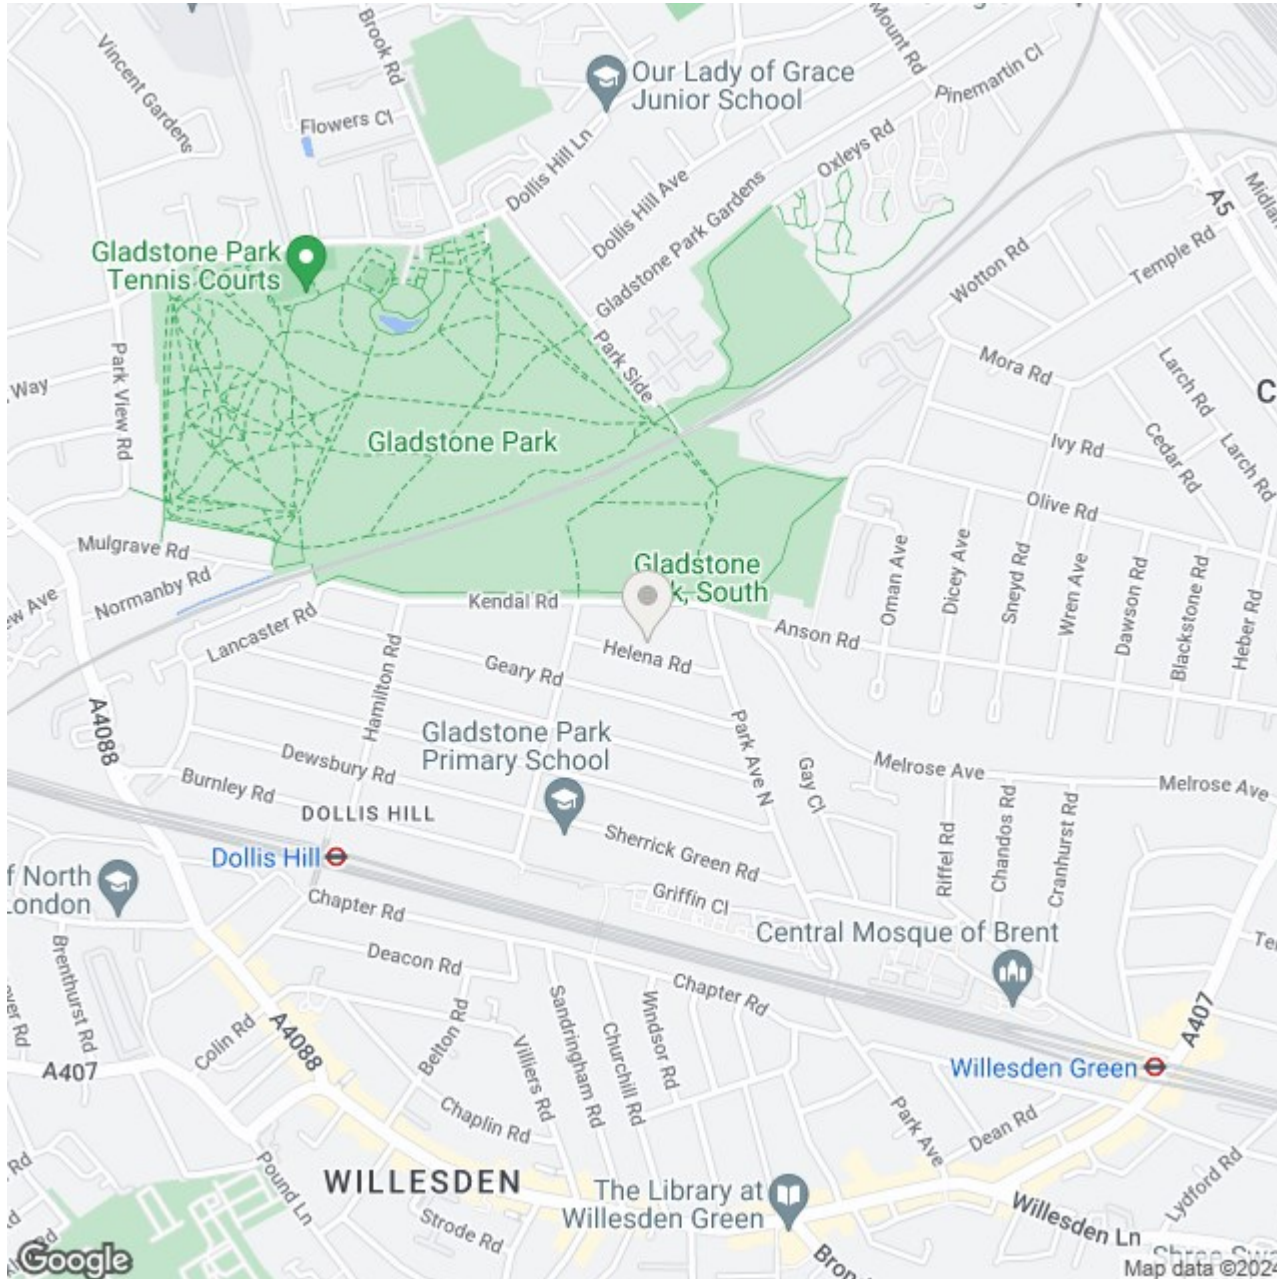 Vincent Gardens
Brook Rd
Flowers Cl
Our Lady of Grace
Junior School
Mount Rd
Pinemartin Cl
Dollis Hill Ln
Oxleys Rd
Dollis Hill Ave
Gladstone Park Gardens
A5
Temple Rd
Wotton Rd
Gladstone Park
Tennis Courts
Park View Rd
Way
Park Side
Mora Rd
Larch Rd
C
Gladstone Park
Ivy Rd
Cedar Rd
Larch Rd
Olive Rd
Mulgrave Rd
Normanby Rd
ew Ave
Lancaster Rd
Kendal Rd
Gladstone
k, South
Oman Ave
Dicey Ave
Sneyd Rd
Wren Ave
Dawson Rd
Blackstone Rd
Heber Rd
Anson Rd
Helena Rd
Geary Rd
Hamilton Rd
A4088
Gladstone Park
Primary School
Park Ave N
Gay Cl
Melrose Ave
Melrose Ave
Dewsbury Rd
Burnley Rd
DOLLIS HILL
Dollis Hill
Sherrick Green Rd
Riffel Rd
Chandos Rd
Cranhurst Rd
f North
London
Griffin Cl
Chapter Rd
Central Mosque of Brent
Deacon Rd
Chapter Rd
Brenthurst Rd
Colin Rd
A4088
A407
Belton Rd
Villiers Rd
Sandringham Rd
Churchill Rd
Windsor Rd
A407
Willesden Green
Chaplin Rd
Park Ave
Dean Rd
Pound Ln
WILLESDEN
The Library at
Willesden Green
Strode Rd
Lydford Rd
Willesden Ln
Google
Map data ©2024